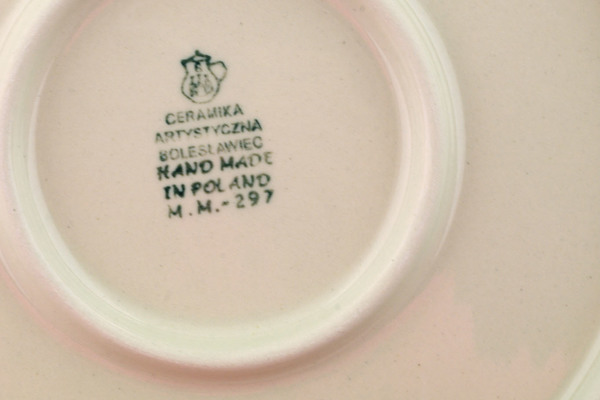 CERAMIKA
ARTYSTYCZNA
BOLESŁAWIEC
HAND MADE
IN POLAND
M.M.-297